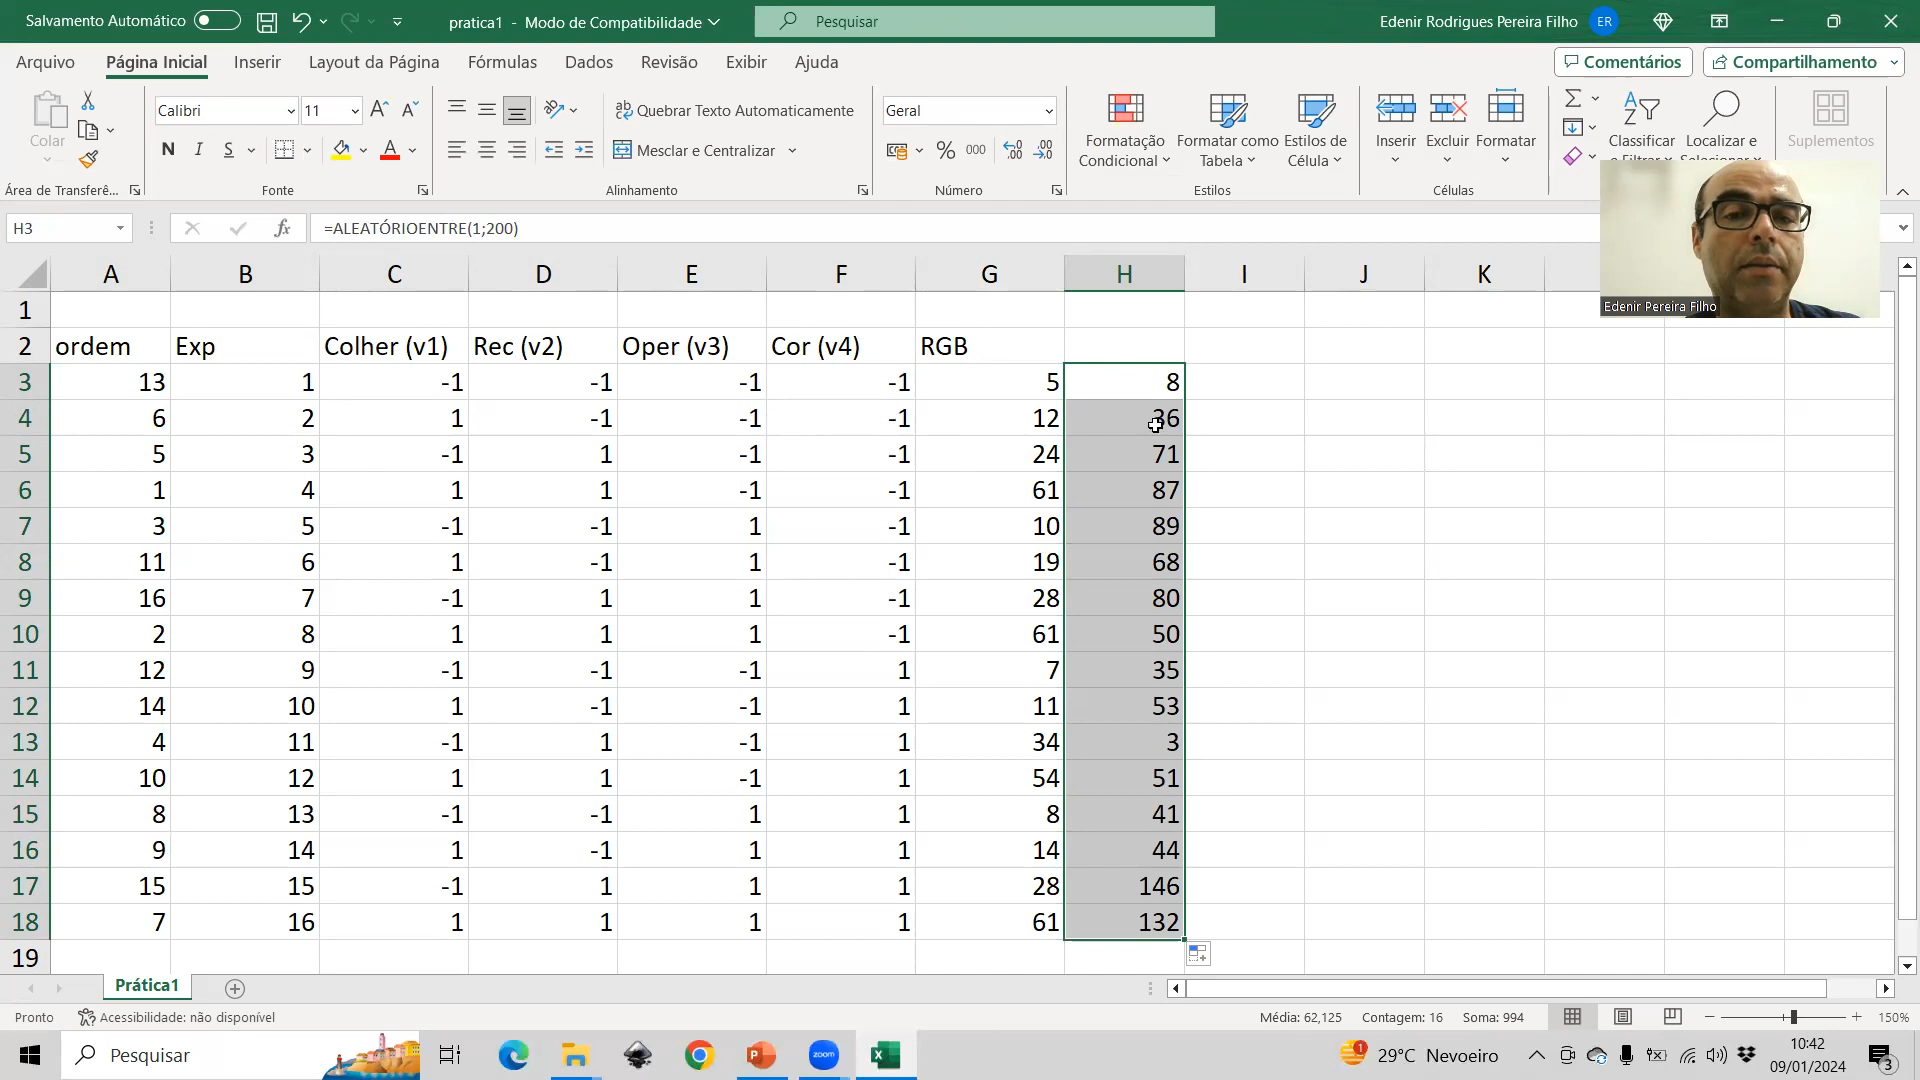 Salvamento Automático
pratica1 - Modo de Compatibilidade
Pesquisar
Edenir Rodrigues Pereira Filho
ER
Arquivo
Página Inicial
Inserir
Layout da Página
Fórmulas
Dados
Revisão
Exibir
Ajuda
Comentários
Compartilhamento
Colar
Calibri
11
N
I
S
A
Quebrar Texto Automaticamente
Mesclar e Centralizar
Geral
%
000
Formatação Condicional
Formatar como Tabela
Estilos de Célula
Inserir
Excluir
Formatar
Classificar
Localizar e
Suplementos
Área de Transferê...
Fonte
Alinhamento
Número
Estilos
Células
H3
fx
=ALEATÓRIOENTRE(1;200)
Edenir Pereira Filho
A B C D E F G H I J K
1
2 ordem Exp Colher (v1) Rec (v2) Oper (v3) Cor (v4) RGB
3 13 1 -1 -1 -1 -1 5 8
4 6 2 1 -1 -1 -1 12 36
5 5 3 -1 1 -1 -1 24 71
6 1 4 1 1 -1 -1 61 87
7 3 5 -1 -1 1 -1 10 89
8 11 6 1 -1 1 -1 19 68
9 16 7 -1 1 1 -1 28 80
10 2 8 1 1 1 -1 61 50
11 12 9 -1 -1 -1 1 7 35
12 14 10 1 -1 -1 1 11 53
13 4 11 -1 1 -1 1 34 3
14 10 12 1 1 -1 1 54 51
15 8 13 -1 -1 1 1 8 41
16 9 14 1 -1 1 1 14 44
17 15 15 -1 1 1 1 28 146
18 7 16 1 1 1 1 61 132
19
Prática1
Pronto
Acessibilidade: não disponível
Média: 62,125
Contagem: 16
Soma: 994
150%
Pesquisar
zoom
29°C Nevoeiro
10:42
09/01/2024
3